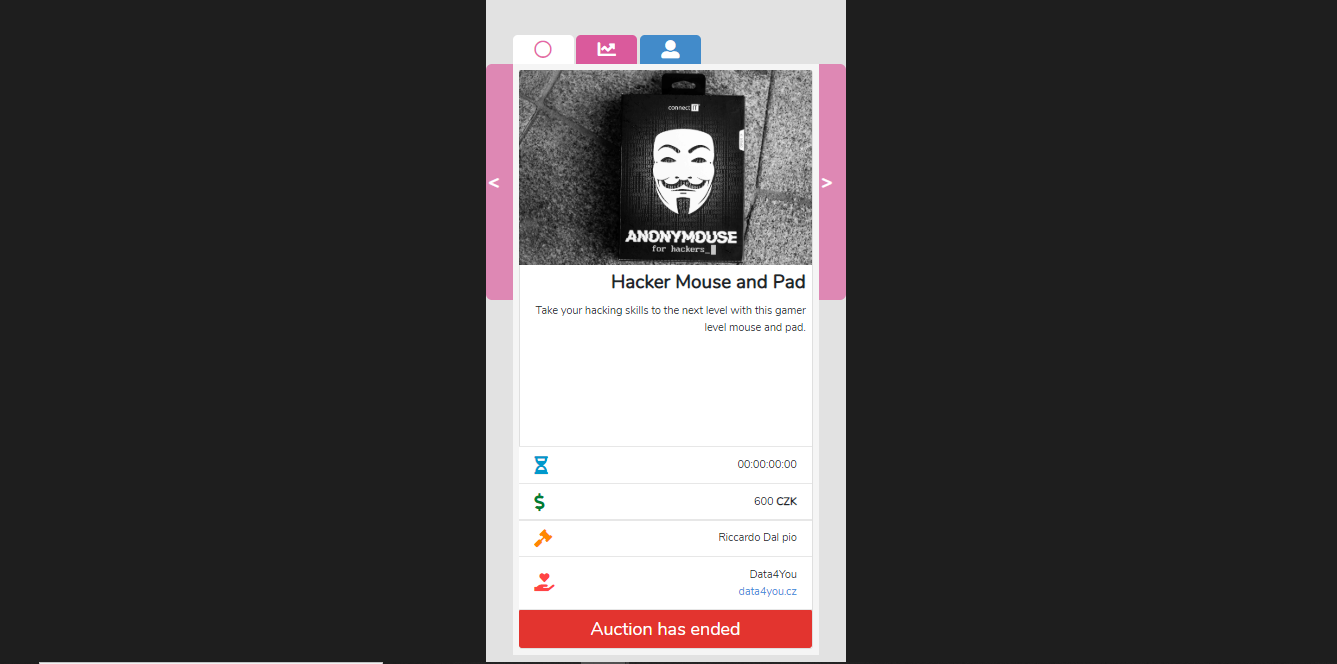 <
>
connect IT
ANONYMOUSE
for hackers_
Hacker Mouse and Pad
Take your hacking skills to the next level with this gamer
level mouse and pad.
00:00:00:00
600 CZK
Riccardo Dal pio
Data4You
data4you.cz
Auction has ended